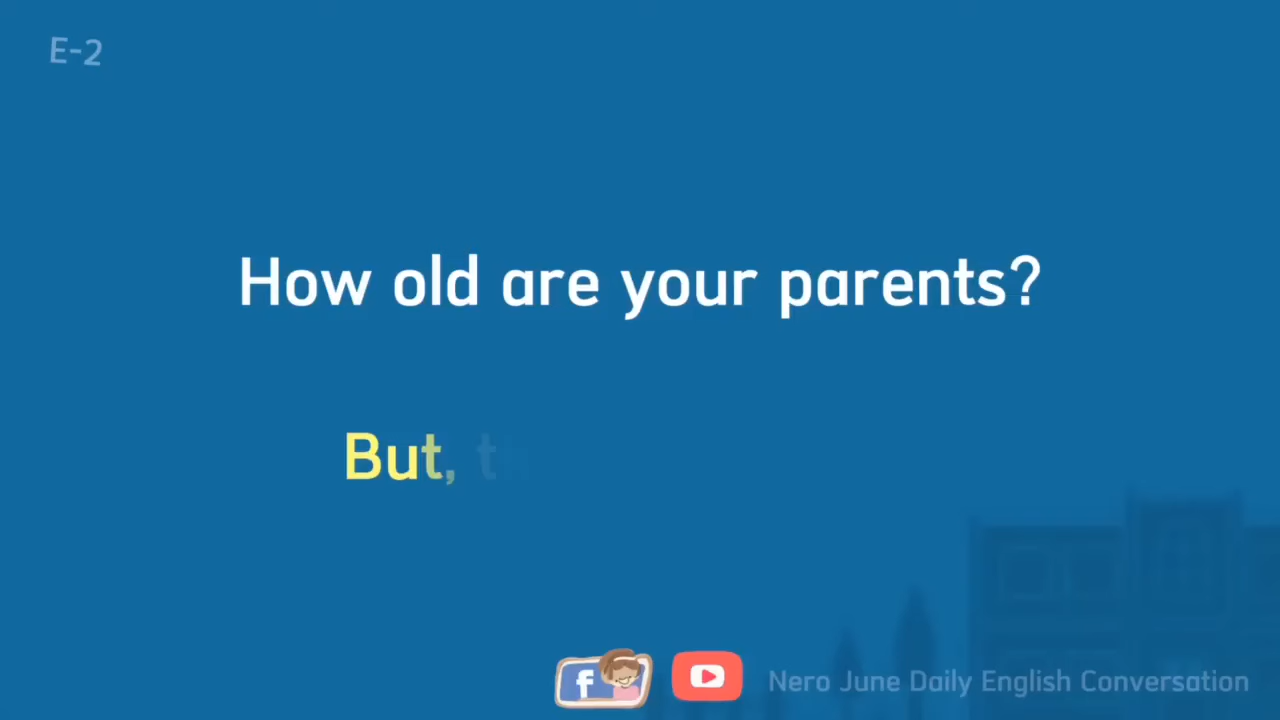 E-2
How old are your parents?
But, t
Nero June Daily English Conversation